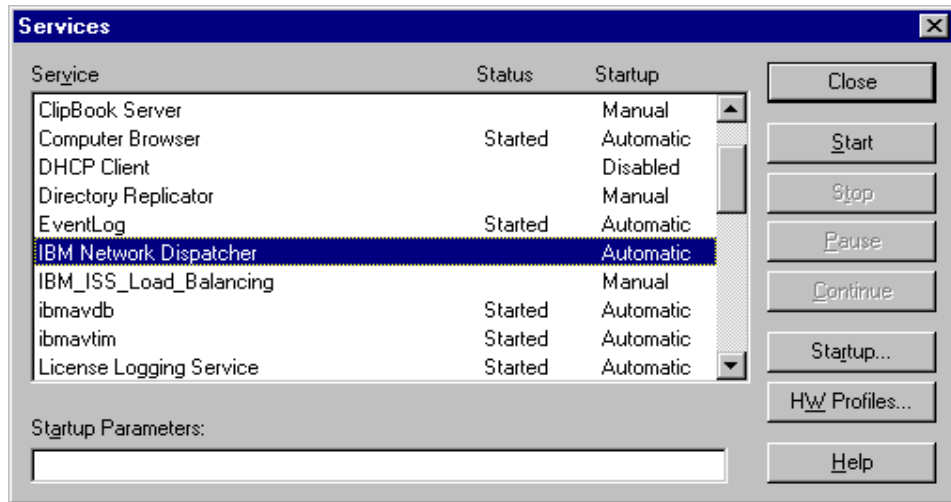 Services
Service Status Startup
ClipBook Server Manual
Computer Browser Started Automatic
DHCP Client Disabled
Directory Replicator Manual
EventLog Started Automatic
IBM Network Dispatcher Automatic
IBM_ISS_Load_Balancing Manual
ibmavdb Started Automatic
ibmavtim Started Automatic
License Logging Service Started Automatic
Startup Parameters:
Close
Start
Stop
Pause
Continue
Startup...
HW Profiles...
Help